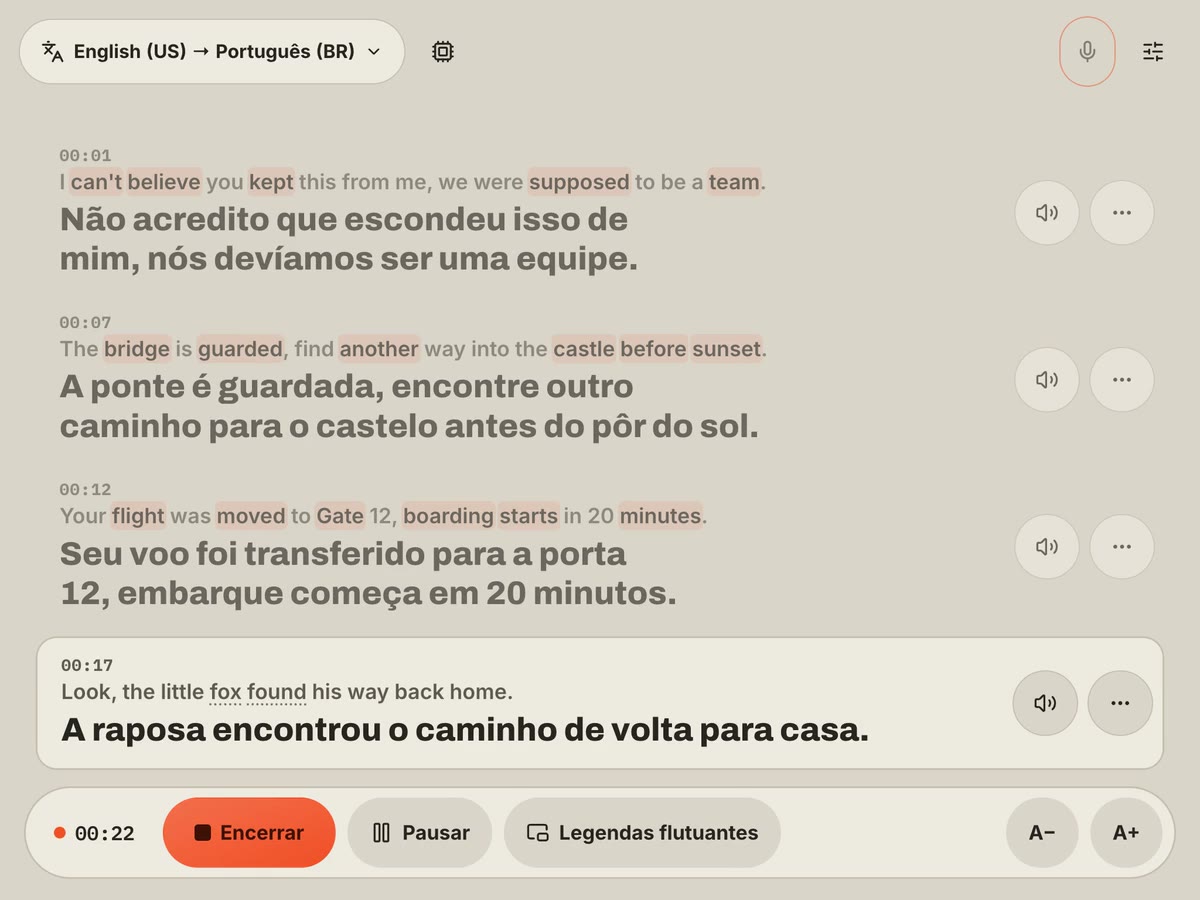 English (US) → Português (BR)
00:01
I can't believe you kept this from me, we were supposed to be a team.
Não acredito que escondeu isso de
mim, nós devíamos ser uma equipe.
00:07
The bridge is guarded, find another way into the castle before sunset.
A ponte é guardada, encontre outro
caminho para o castelo antes do pôr do sol.
00:12
Your flight was moved to Gate 12, boarding starts in 20 minutes.
Seu voo foi transferido para a porta
12, embarque começa em 20 minutos.
00:17
Look, the little fox found his way back home.
A raposa encontrou o caminho de volta para casa.
00:22 Encerrar Pausar Legendas flutuantes A− A+